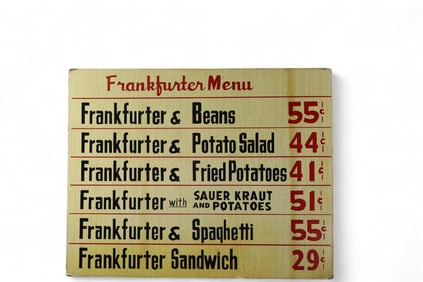 Frankfurter Menu
Frankfurter & Beans 55¢
Frankfurter & Potato Salad 44¢
Frankfurter & Fried Potatoes 41¢
Frankfurter with SAUER KRAUT AND POTATOES 51¢
Frankfurter & Spaghetti 55¢
Frankfurter Sandwich 29¢